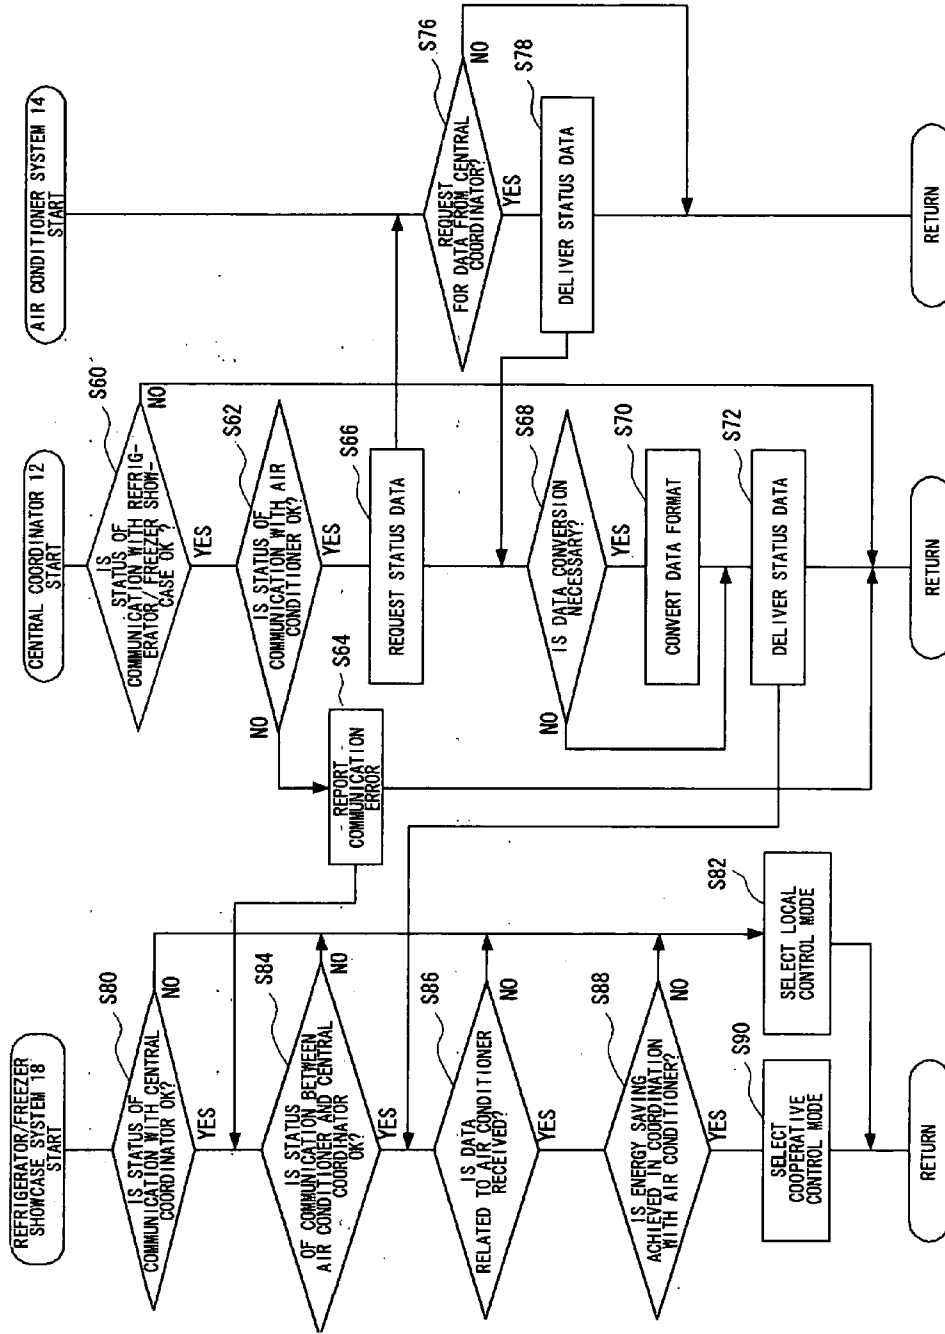 REFRIGERATOR/FREEZER
SHOWCASE SYSTEM 18
START
S80
IS STATUS OF
COMMUNICATION WITH CENTRAL
COORDINATOR OK?
NO
YES
S84
IS STATUS
OF COMMUNICATION BETWEEN
AIR CONDITIONER AND CENTRAL
COORDINATOR
OK?
NO
YES
S86
IS DATA
RELATED TO AIR CONDITIONER
RECEIVED?
NO
YES
S88
IS ENERGY SAVING
ACHIEVED IN COORDINATION
WITH AIR CONDITIONER?
NO
YES
S90
SELECT
COOPERATIVE
CONTROL MODE
S82
SELECT LOCAL
CONTROL MODE
RETURN
CENTRAL COORDINATOR 12
START
S60
IS
STATUS OF
COMMUNICATION WITH REFRIG-
ERATOR/ FREEZER SHOW-
CASE OK ?
NO
YES
S62
IS STATUS OF
COMMUNICATION WITH AIR
CONDITIONER OK?
NO
YES
S64
REPORT
COMMUNICATION
ERROR
S66
REQUEST STATUS DATA
S68
IS DATA CONVERSION
NECESSARY?
NO
YES
S70
CONVERT DATA FORMAT
S72
DELIVER STATUS DATA
RETURN
AIR CONDITIONER SYSTEM 14
START
S76
REQUEST
FOR DATA FROM CENTRAL
COORDINATOR?
NO
YES
S78
DELIVER STATUS DATA
RETURN